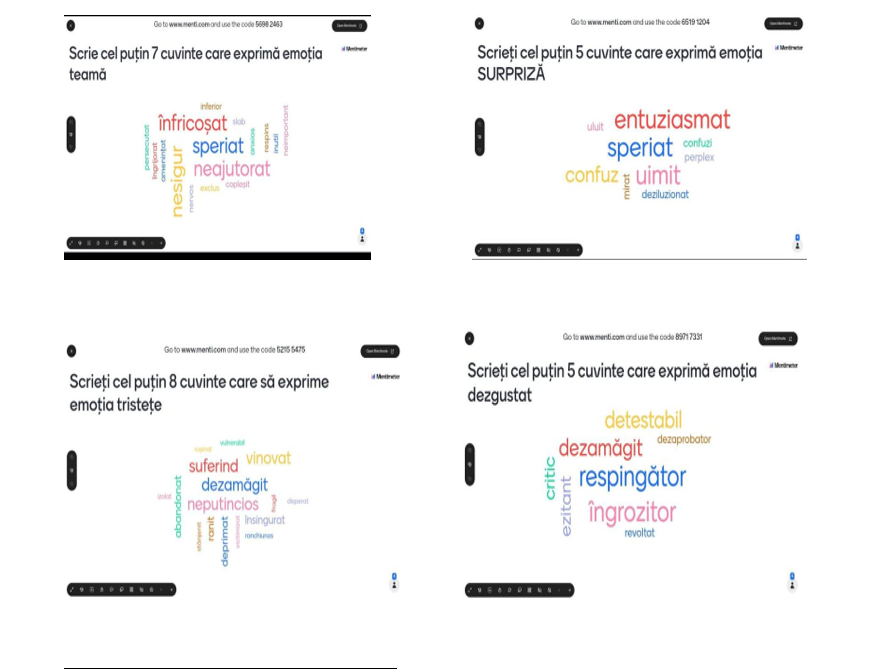 Go to www.menti.com and use the code 5698 2463
Mentimeter
Scrie cel puțin 7 cuvinte care exprimă emoția
teamă
inferior
înfricoșat
slab
speriat
neajutorat
persecutat
îngrijorat
amenințat
nesigur
nervos
exclus
copleșit
anxios
respins
inutil
neimportant
Go to www.menti.com and use the code 6519 1204
Mentimeter
Scrieți cel puțin 5 cuvinte care exprimă emoția
SURPRIZĂ
uluit
entuziasmat
speriat
confuzi
perplex
confuz
mirat
uimit
deziluzionat
Go to www.menti.com and use the code 5215 5475
Mentimeter
Scrieți cel puțin 8 cuvinte care să exprime
emoția tristețe
vulnerabil
suferind
vinovat
dezamăgit
izolat
abandonat
neputincios
fragil
disperat
ranit
deprimat
însingurat
ranchiunos
Go to www.menti.com and use the code 8971 7331
Mentimeter
Scrieți cel puțin 5 cuvinte care exprimă emoția
dezgustat
detestabil
dezamăgit
dezaprobator
critic
ezitant
respingător
îngrozitor
revoltat